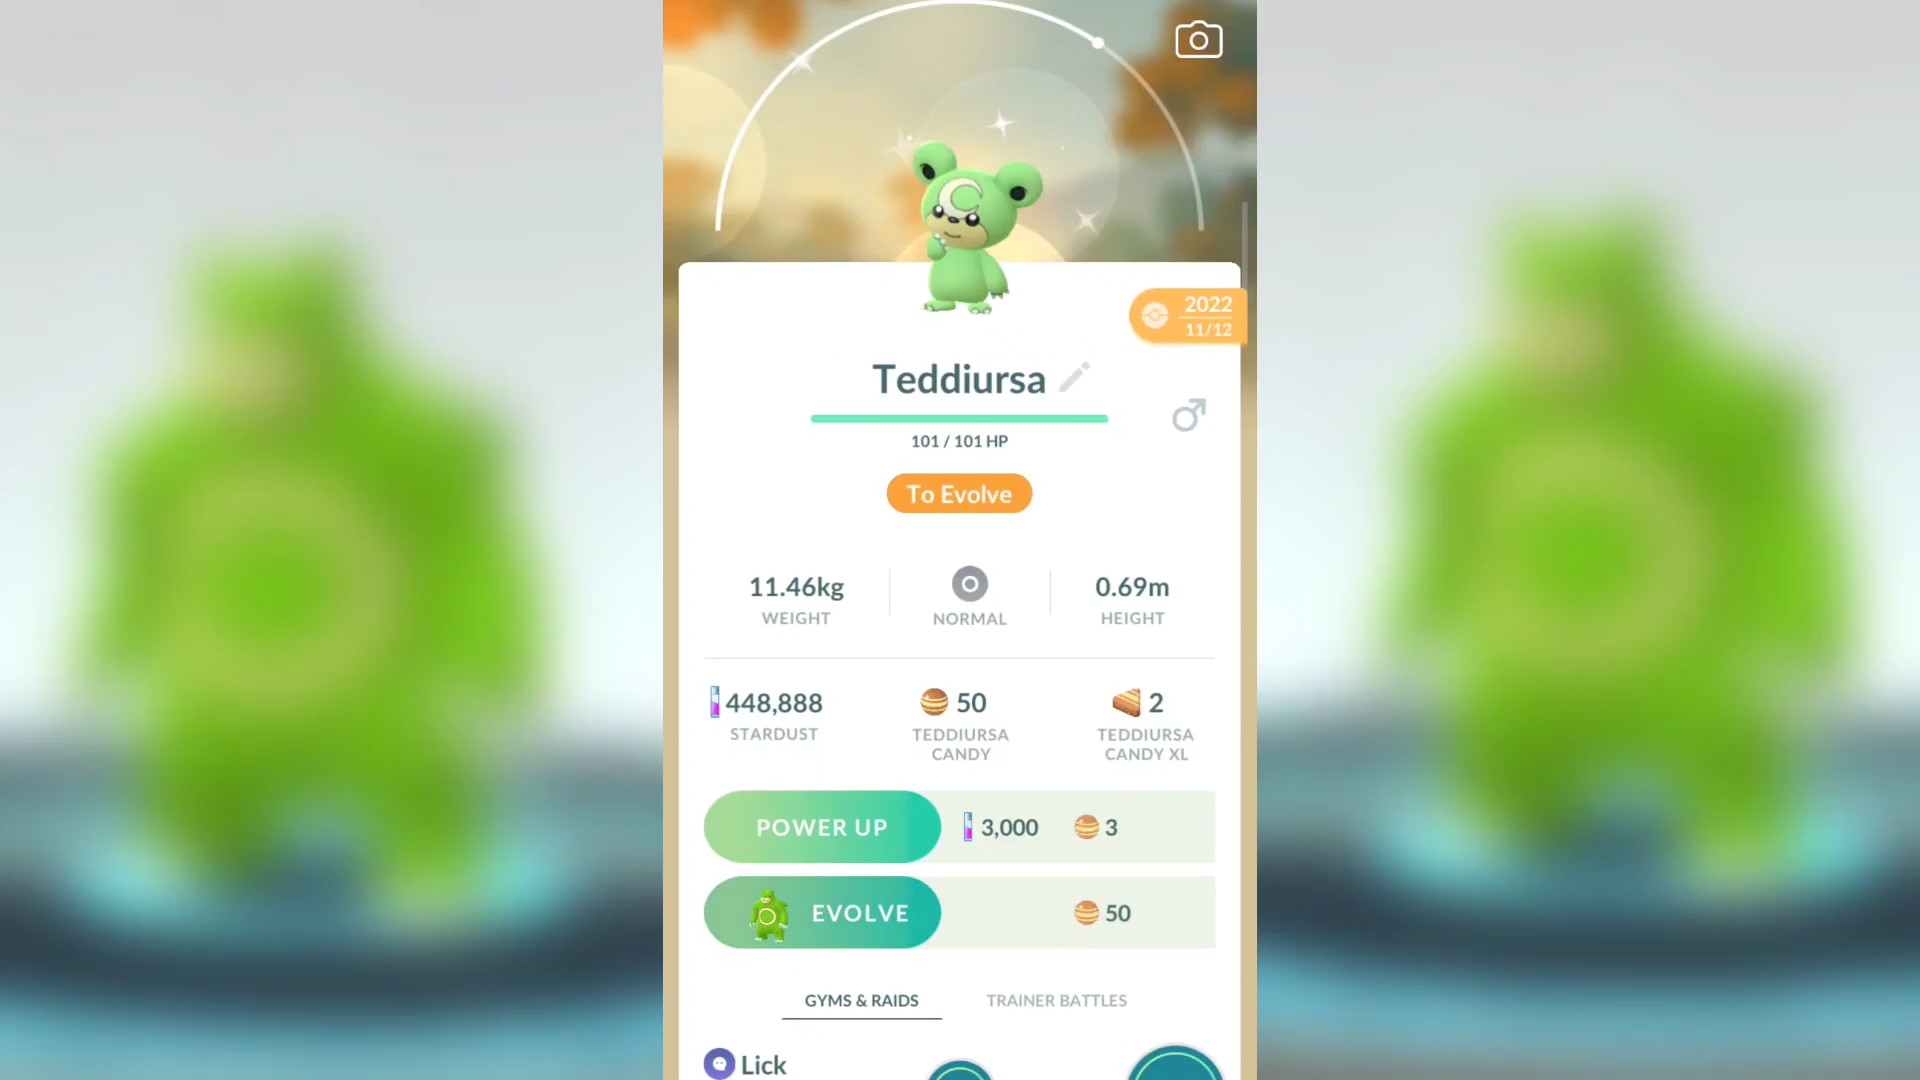 2022
11/12
Teddiursa
101 / 101 HP
To Evolve
11.46kg
WEIGHT
NORMAL
0.69m
HEIGHT
448,888
STARDUST
50
TEDDIURSA
CANDY
2
TEDDIURSA
CANDY XL
POWER UP 3,000 3
EVOLVE 50
GYMS & RAIDS TRAINER BATTLES
Lick